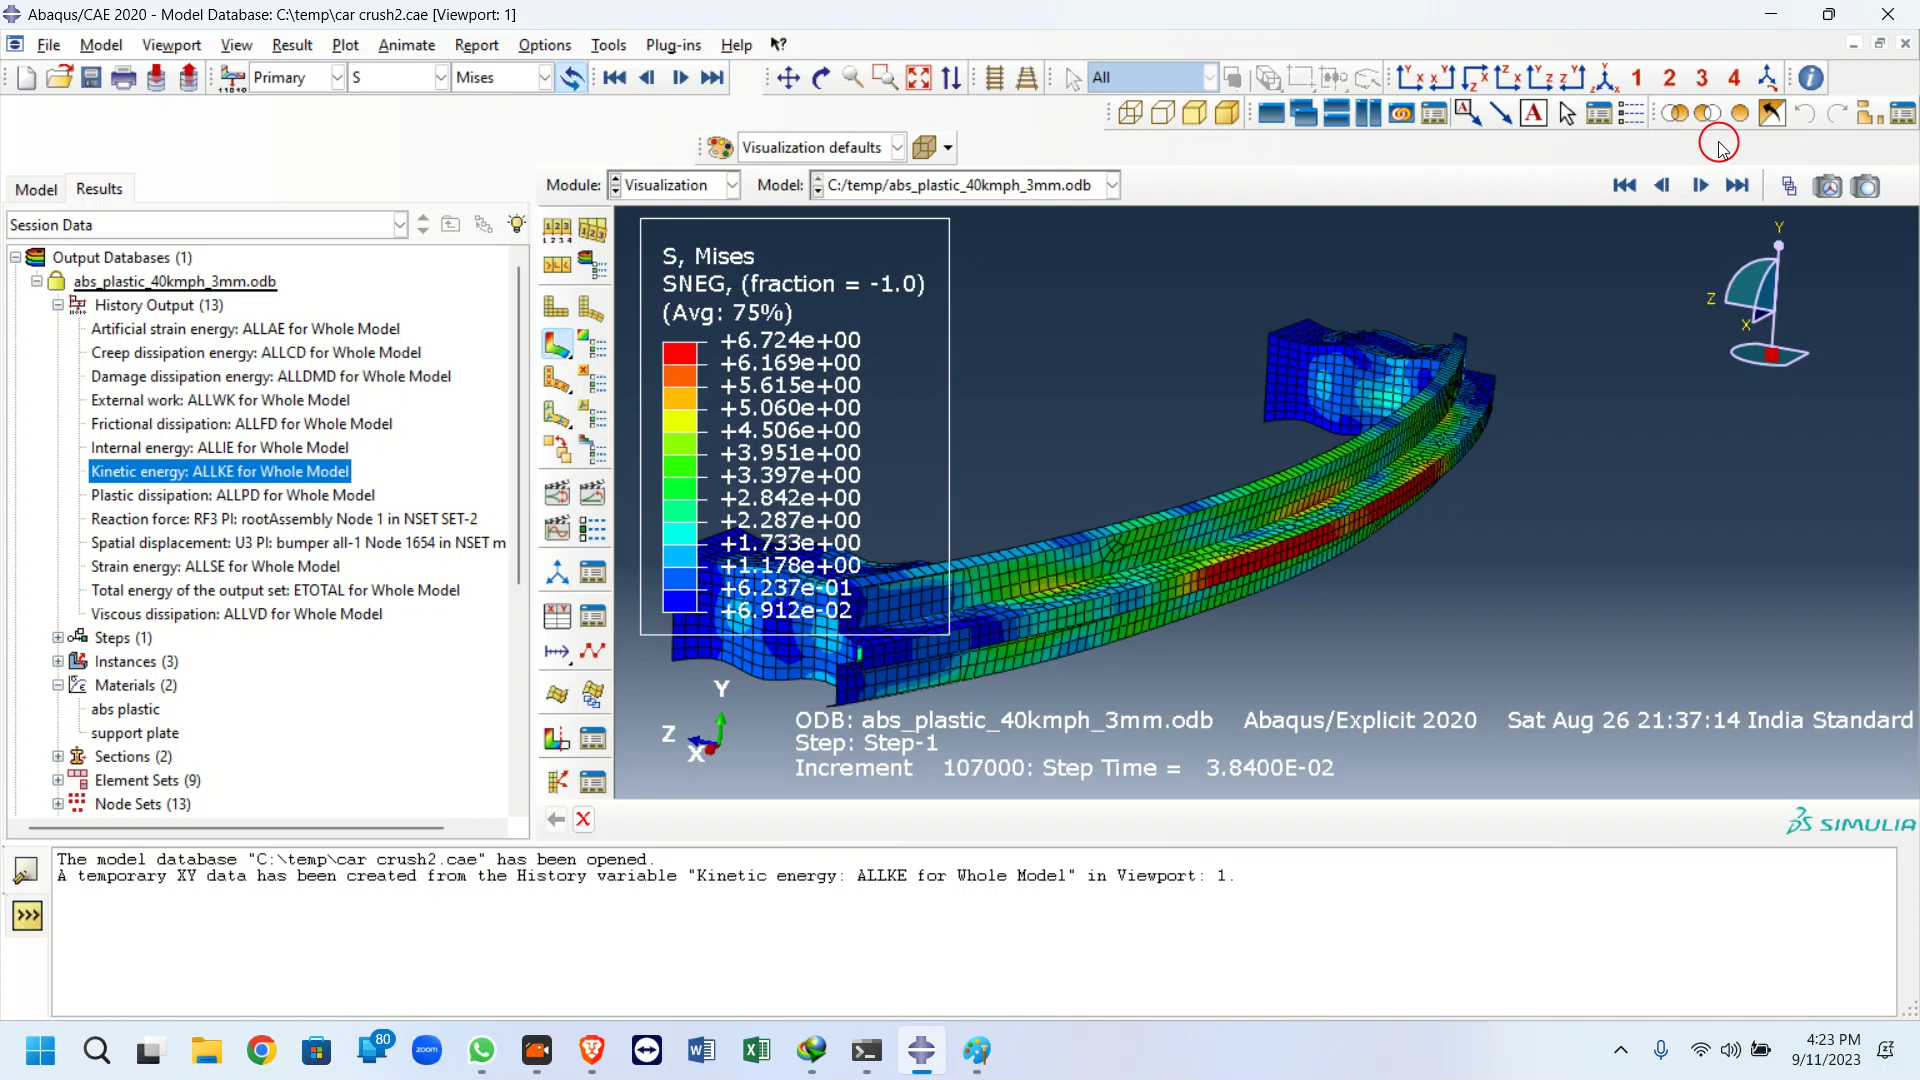 Abaqus/CAE 2020 - Model Database: C:\temp\car crush2.cae [Viewport: 1]
File Model Viewport View Result Plot Animate Report Options Tools Plug-ins Help
Primary S Mises All 1 2 3 4
Visualization defaults
Model Results
Module: Visualization Model: C:/temp/abs_plastic_40kmph_3mm.odb
Session Data
Output Databases (1)
abs_plastic_40kmph_3mm.odb
History Output (13)
Artificial strain energy: ALLAE for Whole Model
Creep dissipation energy: ALLCD for Whole Model
Damage dissipation energy: ALLDMD for Whole Model
External work: ALLWK for Whole Model
Frictional dissipation: ALLFD for Whole Model
Internal energy: ALLIE for Whole Model
Kinetic energy: ALLKE for Whole Model
Plastic dissipation: ALLPD for Whole Model
Reaction force: RF3 PI: rootAssembly Node 1 in NSET SET-2
Spatial displacement: U3 PI: bumper all-1 Node 1654 in NSET m
Strain energy: ALLSE for Whole Model
Total energy of the output set: ETOTAL for Whole Model
Viscous dissipation: ALLVD for Whole Model
Steps (1)
Instances (3)
Materials (2)
abs plastic
support plate
Sections (2)
Element Sets (9)
Node Sets (13)
S, Mises
SNEG, (fraction = -1.0)
(Avg: 75%)
+6.724e+00
+6.169e+00
+5.615e+00
+5.060e+00
+4.506e+00
+3.951e+00
+3.397e+00
+2.842e+00
+2.287e+00
+1.733e+00
+1.178e+00
+6.237e-01
+6.912e-02
Y
Z
X
Y
Z
X
ODB: abs_plastic_40kmph_3mm.odb Abaqus/Explicit 2020 Sat Aug 26 21:37:14 India Standard
Step: Step-1
Increment 107000: Step Time = 3.8400E-02
SIMULIA
The model database "C:\temp\car crush2.cae" has been opened.
A temporary XY data has been created from the History variable "Kinetic energy: ALLKE for Whole Model" in Viewport: 1.
>>>
80
zoom
4:23 PM
9/11/2023